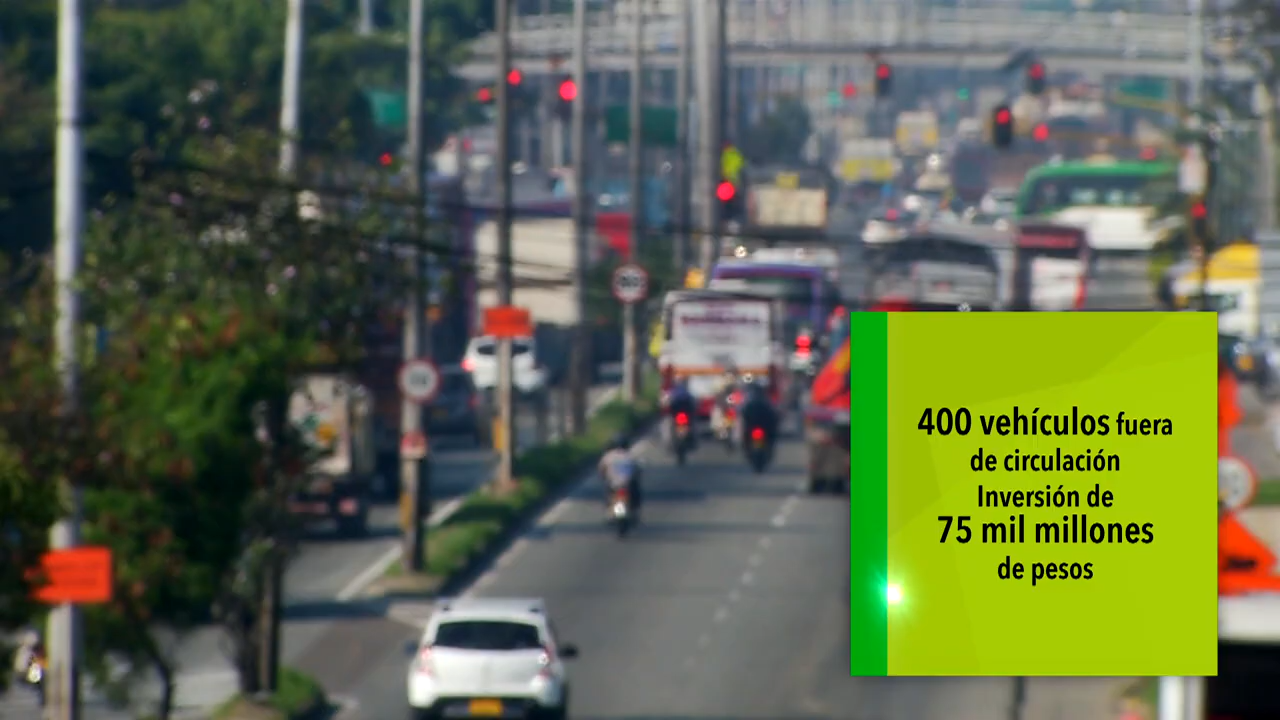 400 vehículos fuera
de circulación
Inversión de
75 mil millones
de pesos